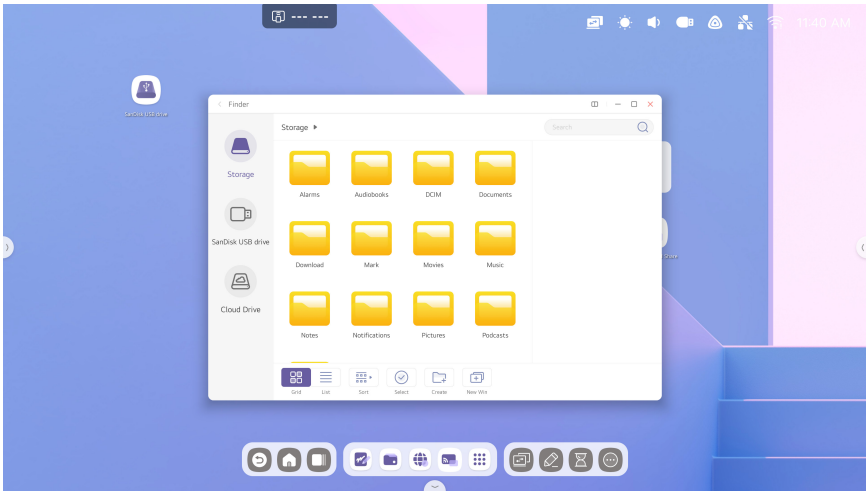 --- ---
11:40 AM
SanDisk USB drive
Finder
Storage
Search
Storage
SanDisk USB drive
Cloud Drive
Alarms
Audiobooks
DCIM
Documents
Download
Mark
Movies
Music
Notes
Notifications
Pictures
Podcasts
Share
Grid
List
Sort
Select
Create
New Win